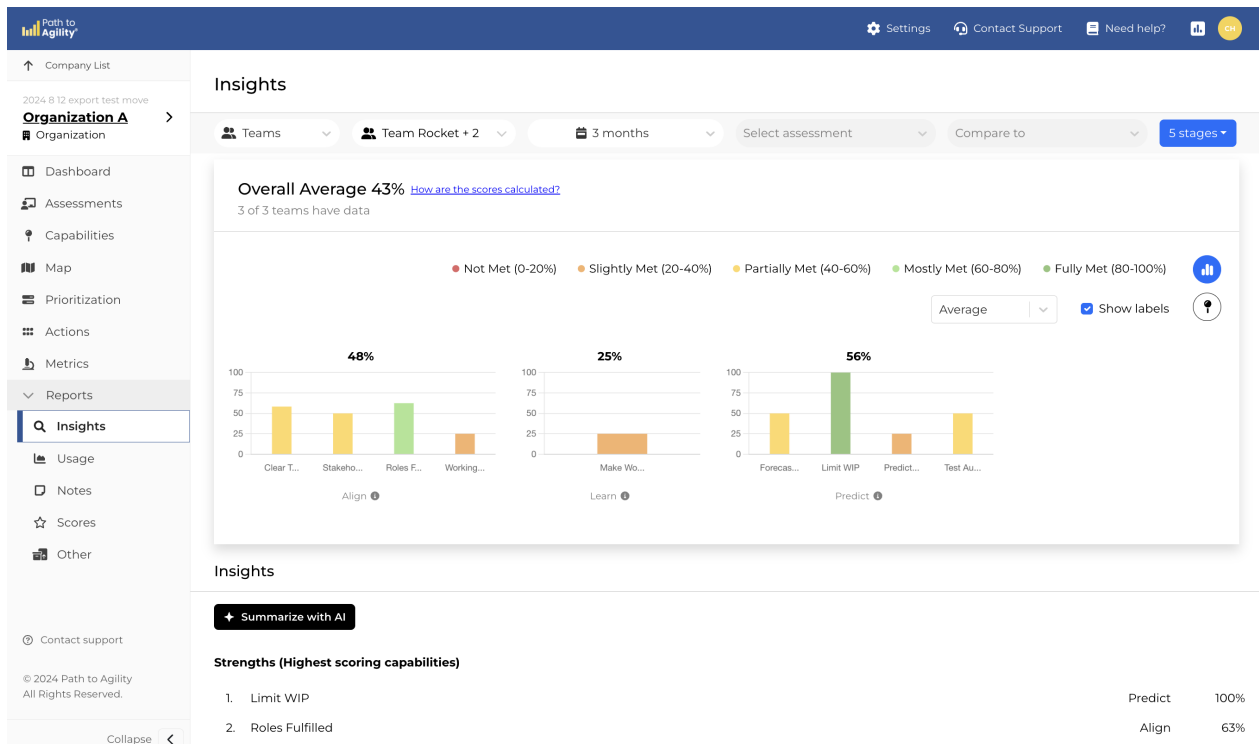 Path to
Agility®
Settings
Contact Support
Need help?
CH
Company List
2024 8 12 export test move
Organization A
Organization
Dashboard
Assessments
Capabilities
Map
Prioritization
Actions
Metrics
Reports
Insights
Usage
Notes
Scores
Other
Contact support
© 2024 Path to Agility
All Rights Reserved.
Collapse
Insights
Teams
Team Rocket + 2
3 months
Select assessment
Compare to
5 stages
Overall Average 43% How are the scores calculated?
3 of 3 teams have data
Not Met (0-20%) Slightly Met (20-40%) Partially Met (40-60%) Mostly Met (60-80%) Fully Met (80-100%)
Average
Show labels
48%
100
75
50
25
0
Clear T... Stakeho... Roles F... Working...
Align
25%
100
75
50
25
0
Make Wo...
Learn
56%
100
75
50
25
0
Forecas... Limit WIP Predict... Test Au...
Predict
Insights
Summarize with AI
Strengths (Highest scoring capabilities)
1. Limit WIP Predict 100%
2. Roles Fulfilled Align 63%